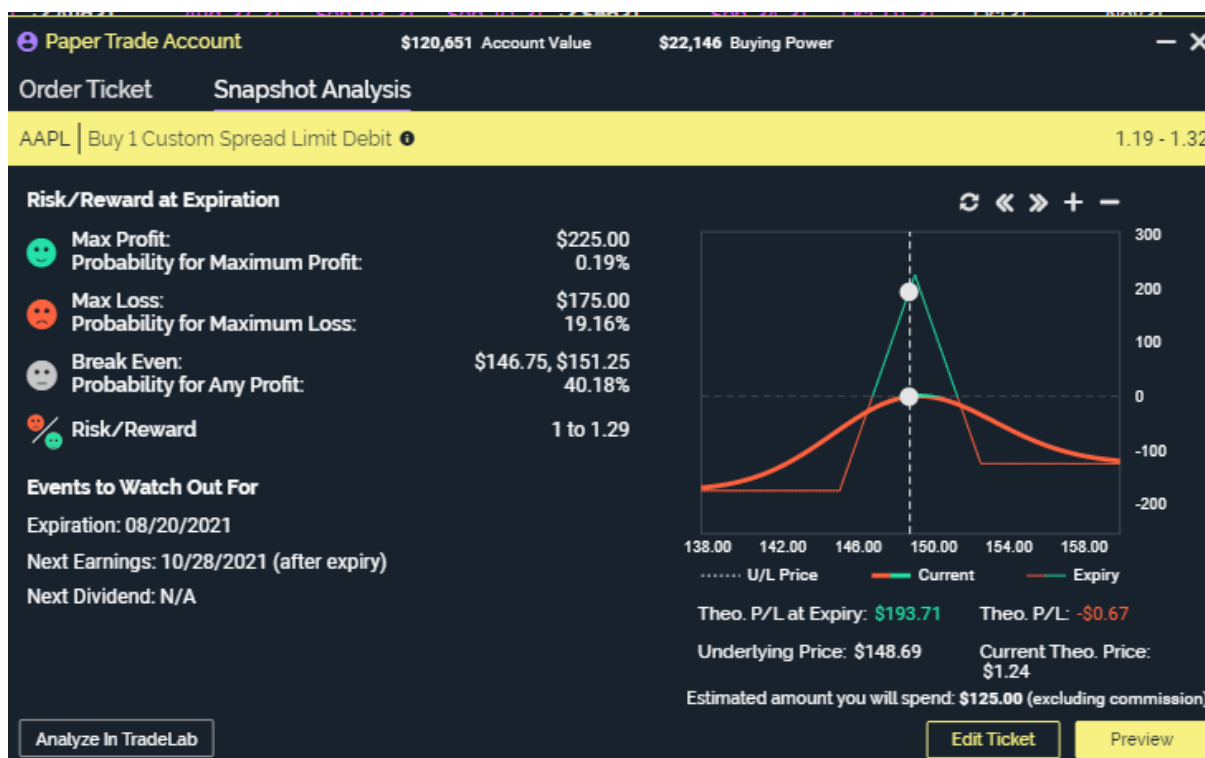 Paper Trade Account $120,651 Account Value $22,146 Buying Power
Order Ticket Snapshot Analysis
AAPL | Buy 1 Custom Spread Limit Debit 1.19 - 1.32
Risk/Reward at Expiration
Max Profit: $225.00
Probability for Maximum Profit: 0.19%
Max Loss: $175.00
Probability for Maximum Loss: 19.16%
Break Even: $146.75, $151.25
Probability for Any Profit: 40.18%
Risk/Reward 1 to 1.29
Events to Watch Out For
Expiration: 08/20/2021
Next Earnings: 10/28/2021 (after expiry)
Next Dividend: N/A
300
200
100
0
-100
-200
138.00 142.00 146.00 150.00 154.00 158.00
U/L Price Current Expiry
Theo. P/L at Expiry: $193.71 Theo. P/L: -$0.67
Underlying Price: $148.69 Current Theo. Price:
$1.24
Estimated amount you will spend: $125.00 (excluding commission)
Analyze In TradeLab Edit Ticket Preview